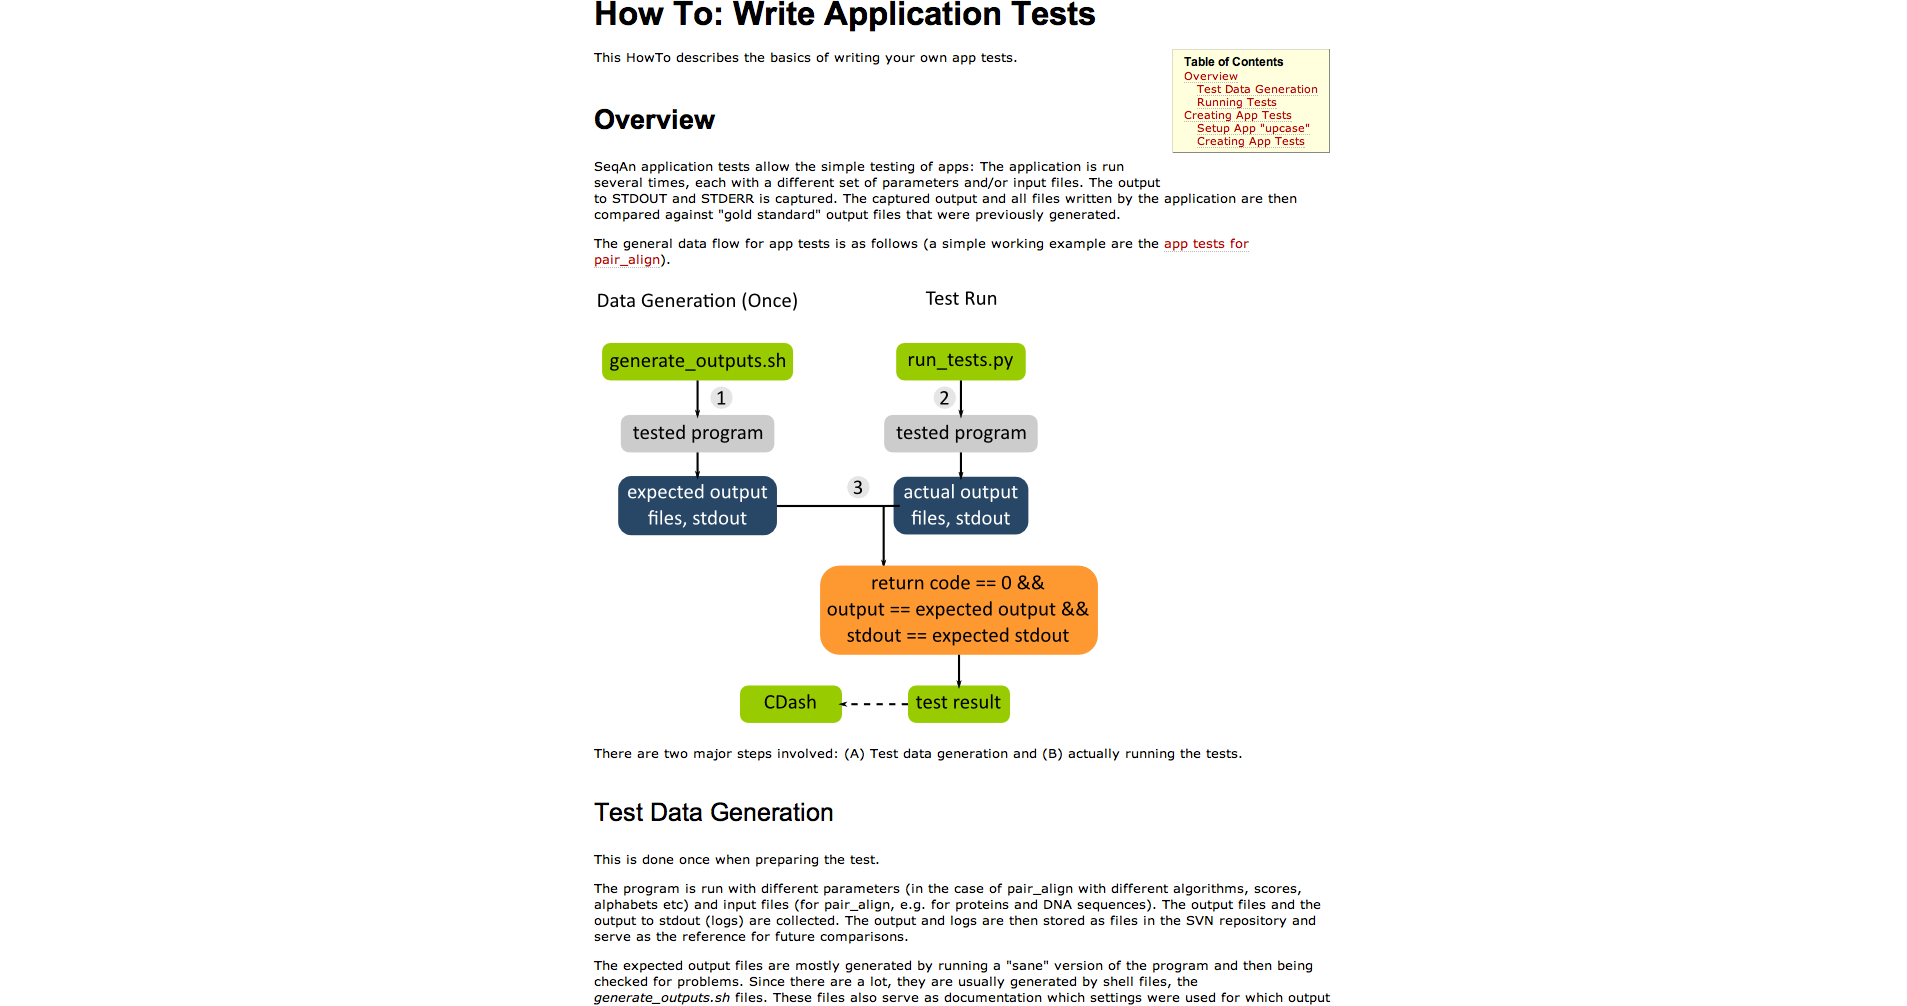 How To: Write Application Tests
This HowTo describes the basics of writing your own app tests.
Table of Contents
Overview
Test Data Generation
Running Tests
Creating App Tests
Setup App "upcase"
Creating App Tests
Overview
SeqAn application tests allow the simple testing of apps: The application is run
several times, each with a different set of parameters and/or input files. The output
to STDOUT and STDERR is captured. The captured output and all files written by the application are then
compared against "gold standard" output files that were previously generated.
The general data flow for app tests is as follows (a simple working example are the app tests for
pair_align).
Data Generation (Once)
Test Run
generate_outputs.sh
run_tests.py
1
2
tested program
tested program
3
expected output
files, stdout
actual output
files, stdout
return code == 0 &&
output == expected output &&
stdout == expected stdout
CDash
test result
There are two major steps involved: (A) Test data generation and (B) actually running the tests.
Test Data Generation
This is done once when preparing the test.
The program is run with different parameters (in the case of pair_align with different algorithms, scores,
alphabets etc) and input files (for pair_align, e.g. for proteins and DNA sequences). The output files and the
output to stdout (logs) are collected. The output and logs are then stored as files in the SVN repository and
serve as the reference for future comparisons.
The expected output files are mostly generated by running a "sane" version of the program and then being
checked for problems. Since there are a lot, they are usually generated by shell files, the
generate_outputs.sh files. These files also serve as documentation which settings were used for which output